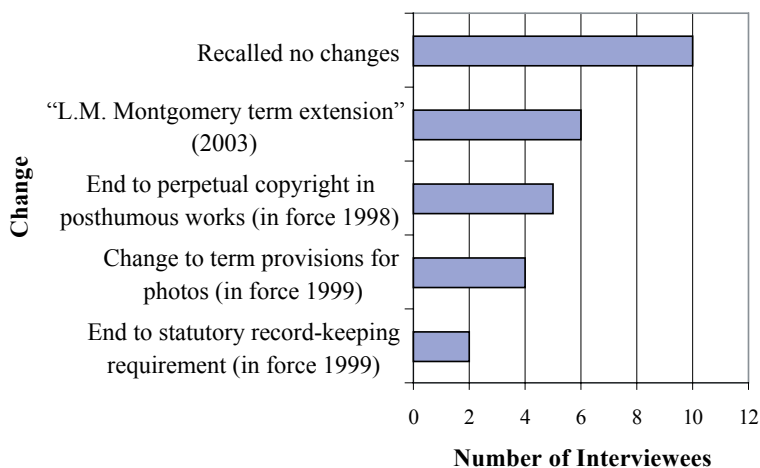 Recalled no changes
“L.M. Montgomery term extension”
(2003)
End to perpetual copyright in
posthumous works (in force 1998)
Change to term provisions for
photos (in force 1999)
End to statutory record-keeping
requirement (in force 1999)
Change
0 2 4 6 8 10 12
Number of Interviewees